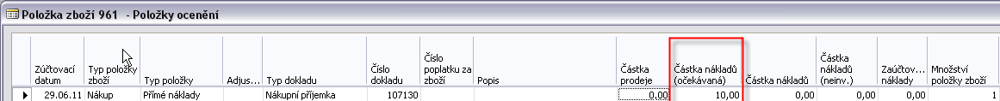 Položka zboží 961 - Položky ocenění
Zúčtovací datum
Typ položky zboží
Typ položky
Adjus...
Typ dokladu
Číslo dokladu
Číslo poplatku za zboží
Popis
Částka prodeje
Částka nákladů (očekávaná)
Částka nákladů
Částka nákladů (neinv.)
Zaúčtov... náklady
Množství položky zboží
29.06.11 Nákup Přímé náklady Nákupní příjemka 107130 0,00 10,00 0,00 0,00 0,00 1